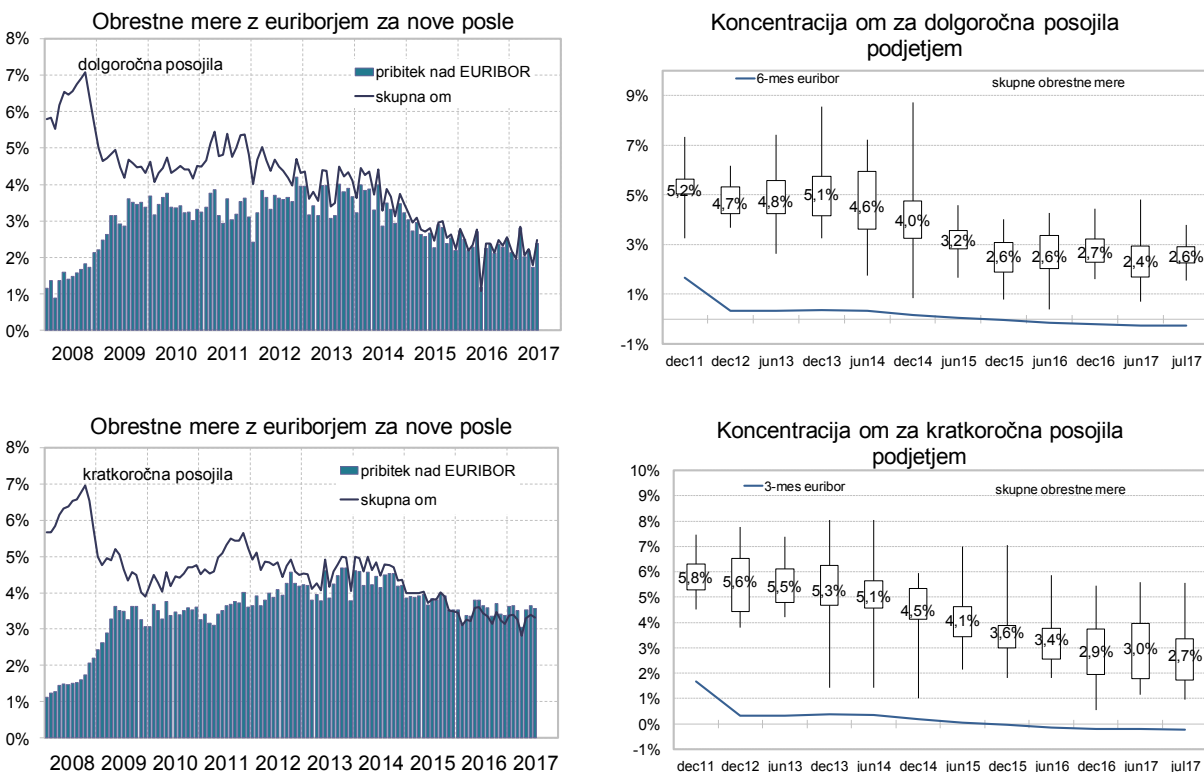 Obrestne mere z euriborjem za nove posle
8%
7%
6%
5%
4%
3%
2%
1%
0%
dolgoročna posojila
pribitek nad EURIBOR
skupna om
2008 2009 2010 2011 2012 2013 2014 2015 2016 2017
Koncentracija om za dolgoročna posojila
podjetjem
9%
7%
5%
3%
1%
-1%
6-mes euribor
skupne obrestne mere
5,2% 4,7% 4,8% 5,1% 4,6% 4,0% 3,2% 2,6% 2,6% 2,7% 2,4% 2,6%
dec11 dec12 jun13 dec13 jun14 dec14 jun15 dec15 jun16 dec16 jun17 jul17
Obrestne mere z euriborjem za nove posle
8%
7%
6%
5%
4%
3%
2%
1%
0%
kratkoročna posojila
pribitek nad EURIBOR
skupna om
2008 2009 2010 2011 2012 2013 2014 2015 2016 2017
Koncentracija om za kratkoročna posojila
podjetjem
10%
9%
8%
7%
6%
5%
4%
3%
2%
1%
0%
-1%
3-mes euribor
skupne obrestne mere
5,8% 5,6% 5,5% 5,3% 5,1% 4,5% 4,1% 3,6% 3,4% 2,9% 3,0% 2,7%
dec11 dec12 jun13 dec13 jun14 dec14 jun15 dec15 jun16 dec16 jun17 jul17